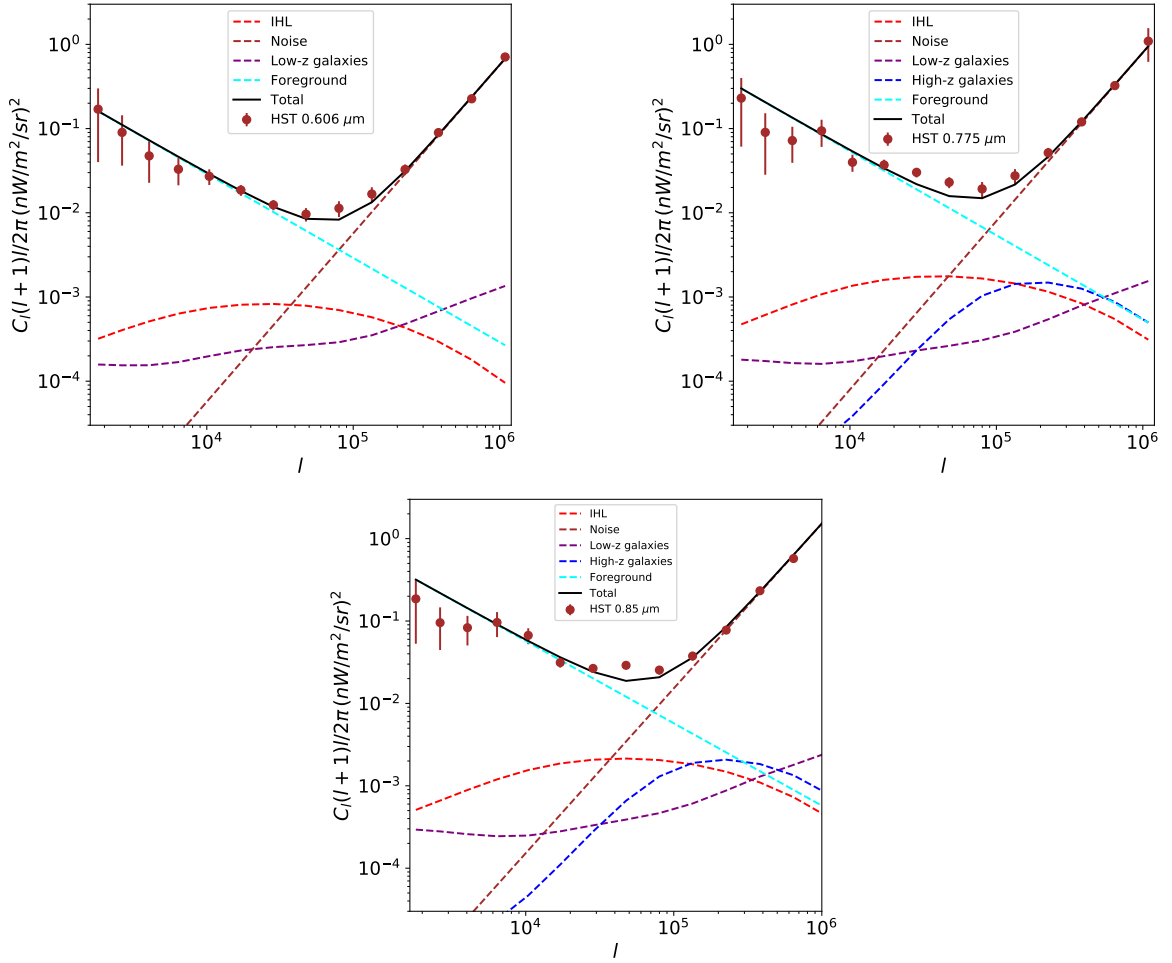 IHL
Noise
Low-z galaxies
Foreground
Total
HST 0.606 μm
10⁰
10⁻¹
10⁻²
10⁻³
10⁻⁴
C_l(l + 1)l/2π (nW/m²/sr)²
10⁴
10⁵
10⁶
l
IHL
Noise
Low-z galaxies
High-z galaxies
Foreground
Total
HST 0.775 μm
10⁰
10⁻¹
10⁻²
10⁻³
10⁻⁴
C_l(l + 1)l/2π (nW/m²/sr)²
10⁴
10⁵
10⁶
l
IHL
Noise
Low-z galaxies
High-z galaxies
Foreground
Total
HST 0.85 μm
10⁰
10⁻¹
10⁻²
10⁻³
10⁻⁴
C_l(l + 1)l/2π (nW/m²/sr)²
10⁴
10⁵
10⁶
l